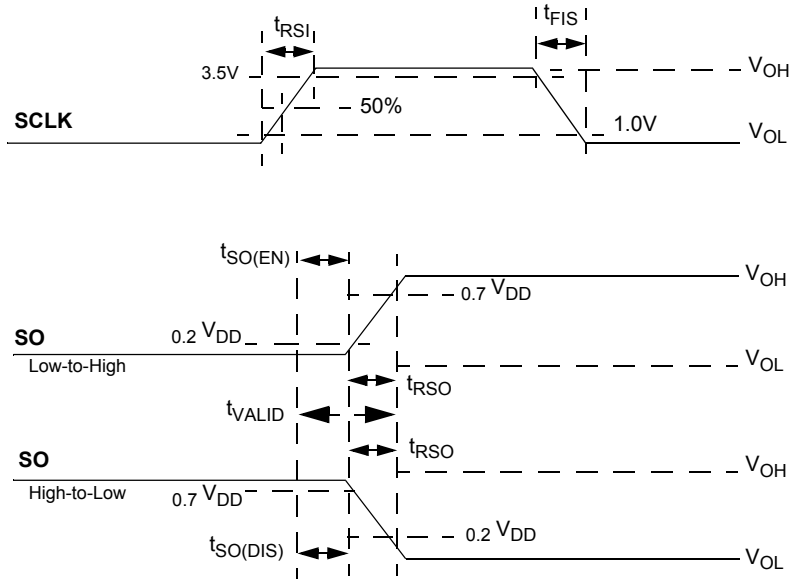 tRSI
tFIS
3.5V
VOH
50%
SCLK
1.0V
VOL
tSO(EN)
VOH
0.7 VDD
SO
0.2 VDD
Low-to-High
VOL
tRSO
tVALID
tRSO
SO
VOH
High-to-Low
0.7 VDD
0.2 VDD
tSO(DIS)
VOL